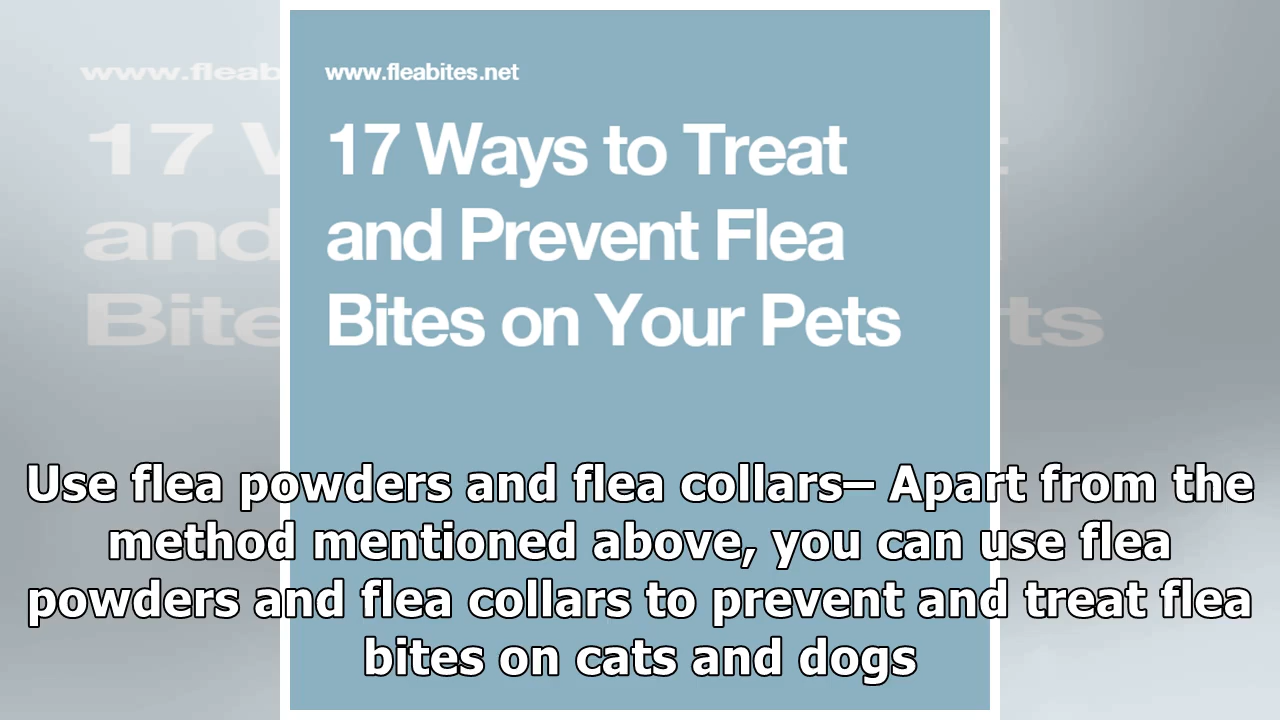 www.fleabites.net
17 Ways to Treat
and Prevent Flea
Bites on Your Pets
Use flea powders and flea collars– Apart from the
method mentioned above, you can use flea
powders and flea collars to prevent and treat flea
bites on cats and dogs